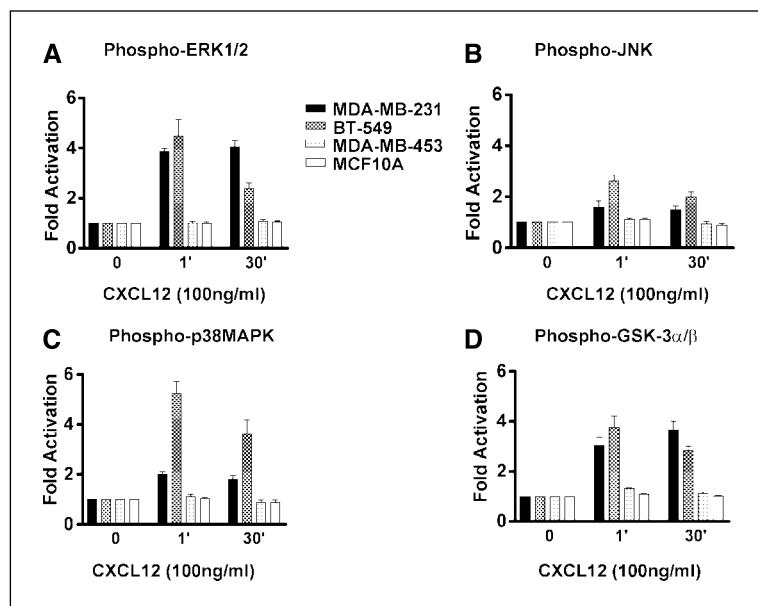 A
Phospho-ERK1/2
Fold Activation
6
4
2
0
0
1'
30'
CXCL12 (100ng/ml)
MDA-MB-231
BT-549
MDA-MB-453
MCF10A
B
Phospho-JNK
Fold Activation
6
4
2
0
0
1'
30'
CXCL12 (100ng/ml)
C
Phospho-p38MAPK
Fold Activation
6
4
2
0
0
1'
30'
CXCL12 (100ng/ml)
D
Phospho-GSK-3α/β
Fold Activation
6
4
2
0
0
1'
30'
CXCL12 (100ng/ml)